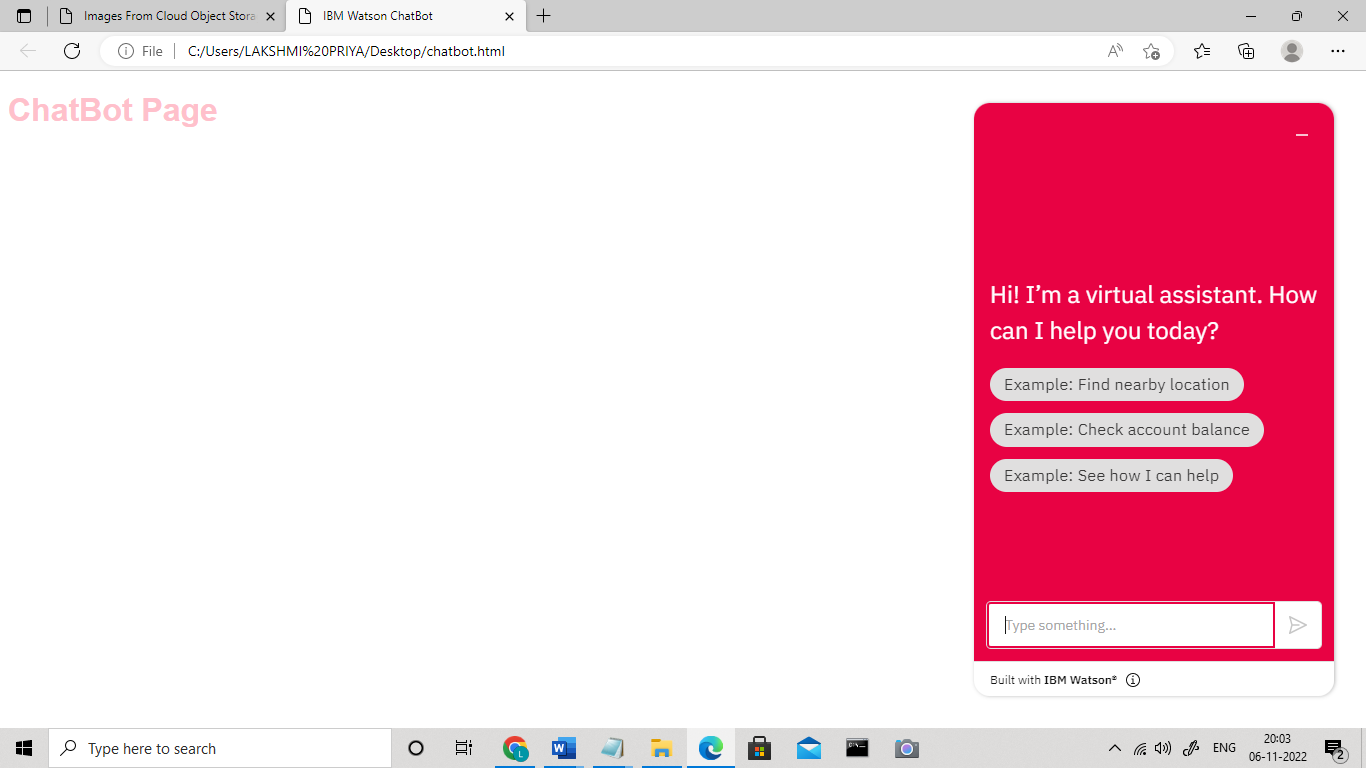 Images From Cloud Object Stora
IBM Watson ChatBot
File
C:/Users/LAKSHMI%20PRIYA/Desktop/chatbot.html
ChatBot Page
Hi! I’m a virtual assistant. How
can I help you today?
Example: Find nearby location
Example: Check account balance
Example: See how I can help
Type something...
Built with IBM Watson®
Type here to search
ENG
20:03
06-11-2022
2